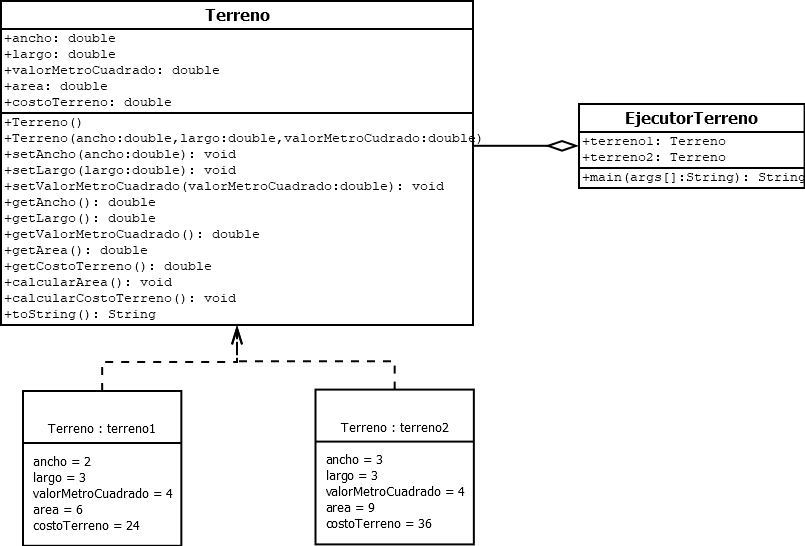 Terreno
+ancho: double
+largo: double
+valorMetroCuadrado: double
+area: double
+costoTerreno: double
+Terreno()
+Terreno(ancho:double,largo:double,valorMetroCudrado:double)
+setAncho(ancho:double): void
+setLargo(largo:double): void
+setValorMetroCuadrado(valorMetroCuadrado:double): void
+getAncho(): double
+getLargo(): double
+getValorMetroCuadrado(): double
+getArea(): double
+getCostoTerreno(): double
+calcularArea(): void
+calcularCostoTerreno(): void
+toString(): String
EjecutorTerreno
+terreno1: Terreno
+terreno2: Terreno
+main(args[]:String): String
Terreno : terreno1
ancho = 2
largo = 3
valorMetroCuadrado = 4
area = 6
costoTerreno = 24
Terreno : terreno2
ancho = 3
largo = 3
valorMetroCuadrado = 4
area = 9
costoTerreno = 36